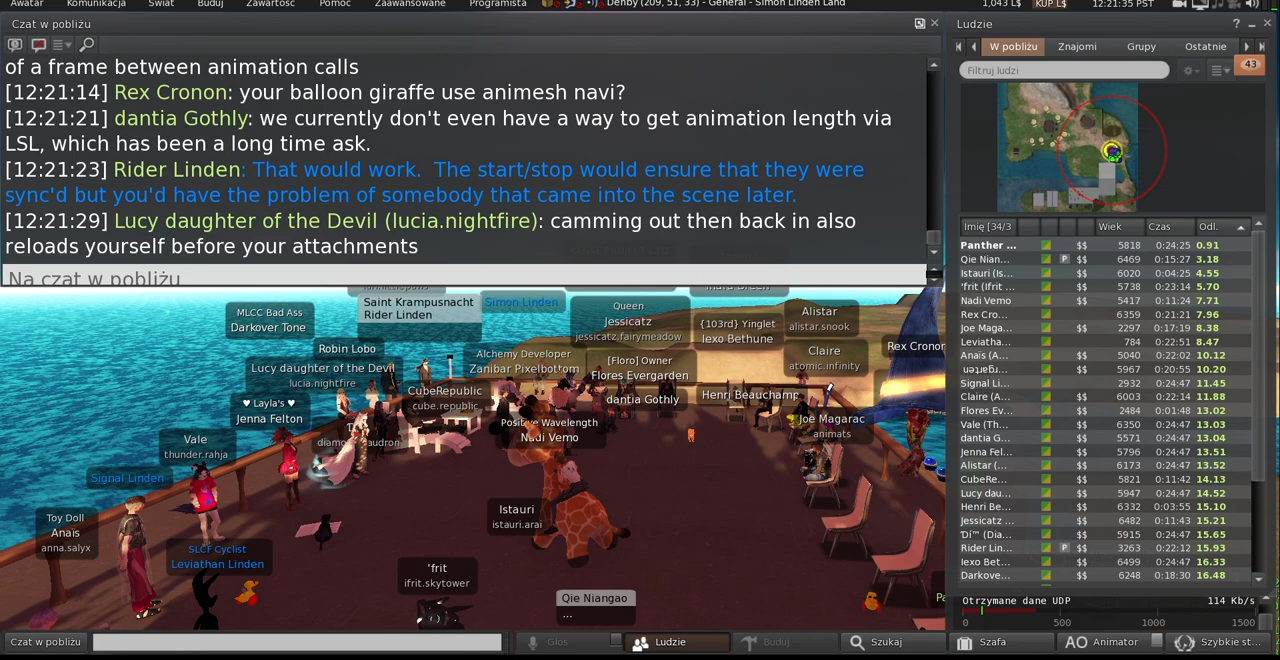 Awatar Komunikacja Świat Buduj Zawartość Pomoc Zaawansowane Programista Denby (209, 51, 33) - General - Simon Linden Land 1,043 L$ KUP L$ 12:21:35 PST
Czat w pobliżu
of a frame between animation calls
[12:21:14] Rex Cronon: your balloon giraffe use animesh navi?
[12:21:21] dantia Gothly: we currently don't even have a way to get animation length via
LSL, which has been a long time ask.
[12:21:23] Rider Linden: That would work.  The start/stop would ensure that they were
sync'd but you'd have the problem of somebody that came into the scene later.
[12:21:29] Lucy daughter of the Devil (lucia.nightfire): camming out then back in also
reloads yourself before your attachments
Na czat w pobliżu
Saint Krampusnacht
Rider Linden
Simon Linden
MLCC Bad Ass
Darkover Tone
Queen
Jessicatz
jessicatz.fairymeadow
{103rd} Yinglet
Iexo Bethune
Alistar
alistar.snook
Robin Lobo
Rex Cronon
Lucy daughter of the Devil
lucia.nightfire
Alchemy Developer
Zanibar Pixelbottom
[Floro] Owner
Flores Evergarden
Claire
atomic.infinity
CubeRepublic
cube.republic
dantia Gothly
Henri Beauchamp
♥ Layla's ♥
Jenna Felton
Positive Wavelength
Nadi Vemo
Joe Magarac
animats
Vale
thunder.rahja
Signal Linden
Istauri
istauri.arai
Toy Doll
Anaïs
anna.salyx
SLCF Cyclist
Leviathan Linden
'frit
ifrit.skytower
Qie Niangao
...
Czat w pobliżu
Głos
Ludzie
Buduj
Szukaj
Ludzie
W pobliżu Znajomi Grupy Ostatnie
Filtruj ludzi
43
Imię [34/3 Wiek Czas Odl.
Panther ... $$ 5818 0:24:25 0.91
Qie Nian... P $$ 6469 0:15:27 3.18
Istauri (Is... $$ 6020 0:04:25 4.55
'frit (Ifrit ... $$ 5738 0:23:14 5.70
Nadi Vemo $$ 5417 0:11:24 7.71
Rex Cro... 6359 0:21:21 7.96
Joe Maga... $$ 2297 0:17:19 8.38
Leviatha... 784 0:22:51 8.47
Anaïs (A... $$ 5040 0:22:02 10.12
$$ 5967 0:20:55 10.20
Signal Li... 2932 0:24:47 11.45
Claire (A... $$ 6003 0:22:14 11.88
Flores Ev... $$ 2484 0:01:48 13.02
Vale (Th... $$ 6350 0:24:47 13.03
dantia G... $$ 5571 0:24:47 13.04
Jenna Fel... $$ 5796 0:24:47 13.51
Alistar (... $$ 6173 0:24:47 13.52
CubeRe... $$ 5821 0:11:42 14.13
Lucy dau... $$ 5947 0:24:47 14.52
Henri Be... $$ 6332 0:03:55 15.10
Jessicatz ... $$ 6482 0:11:43 15.21
(Dia... $$ 5915 0:24:47 15.65
Rider Lin... P $$ 3263 0:22:12 15.93
Iexo Bet... $$ 6499 0:24:47 16.33
Darkove... $$ 6248 0:18:30 16.48
Otrzymane dane UDP 114 Kb/s
0 500 1000 1500
Szafa
AO Animator
Szybkie st...